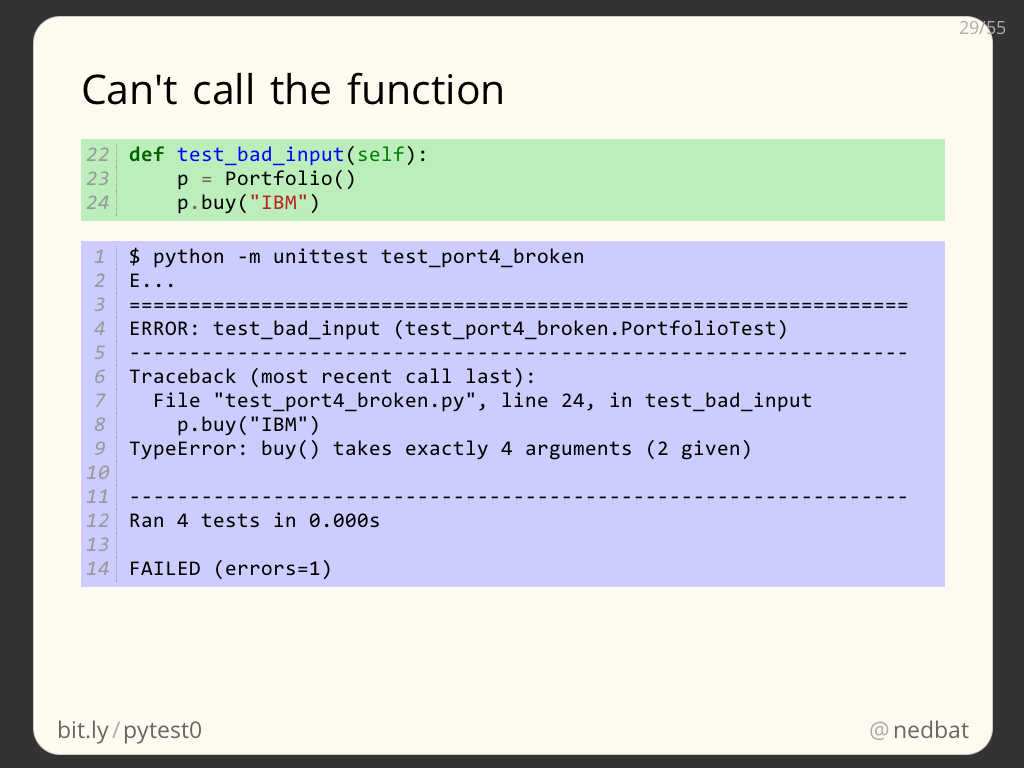 29/55
Can't call the function
22 def test_bad_input(self):
23     p = Portfolio()
24     p.buy("IBM")
1 $ python -m unittest test_port4_broken
2 E...
3 =================================================================
4 ERROR: test_bad_input (test_port4_broken.PortfolioTest)
5 -----------------------------------------------------------------
6 Traceback (most recent call last):
7   File "test_port4_broken.py", line 24, in test_bad_input
8     p.buy("IBM")
9 TypeError: buy() takes exactly 4 arguments (2 given)
10
11 -----------------------------------------------------------------
12 Ran 4 tests in 0.000s
13
14 FAILED (errors=1)
bit.ly/pytest0
@nedbat